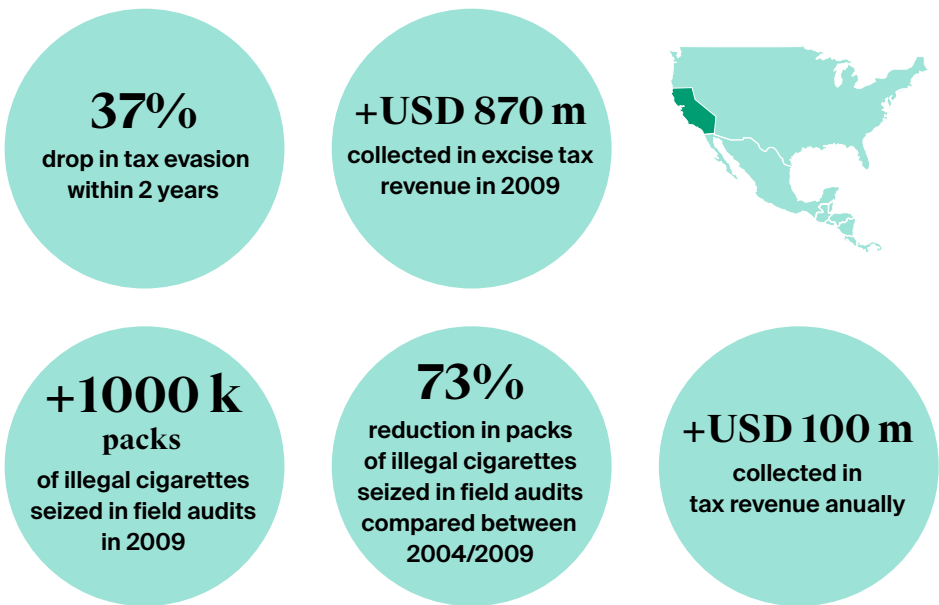 37%
drop in tax evasion
within 2 years
+USD 870 m
collected in excise tax
revenue in 2009
+1000 k
packs
of illegal cigarettes
seized in field audits
in 2009
73%
reduction in packs
of illegal cigarettes
seized in field audits
compared between
2004/2009
+USD 100 m
collected in
tax revenue anually